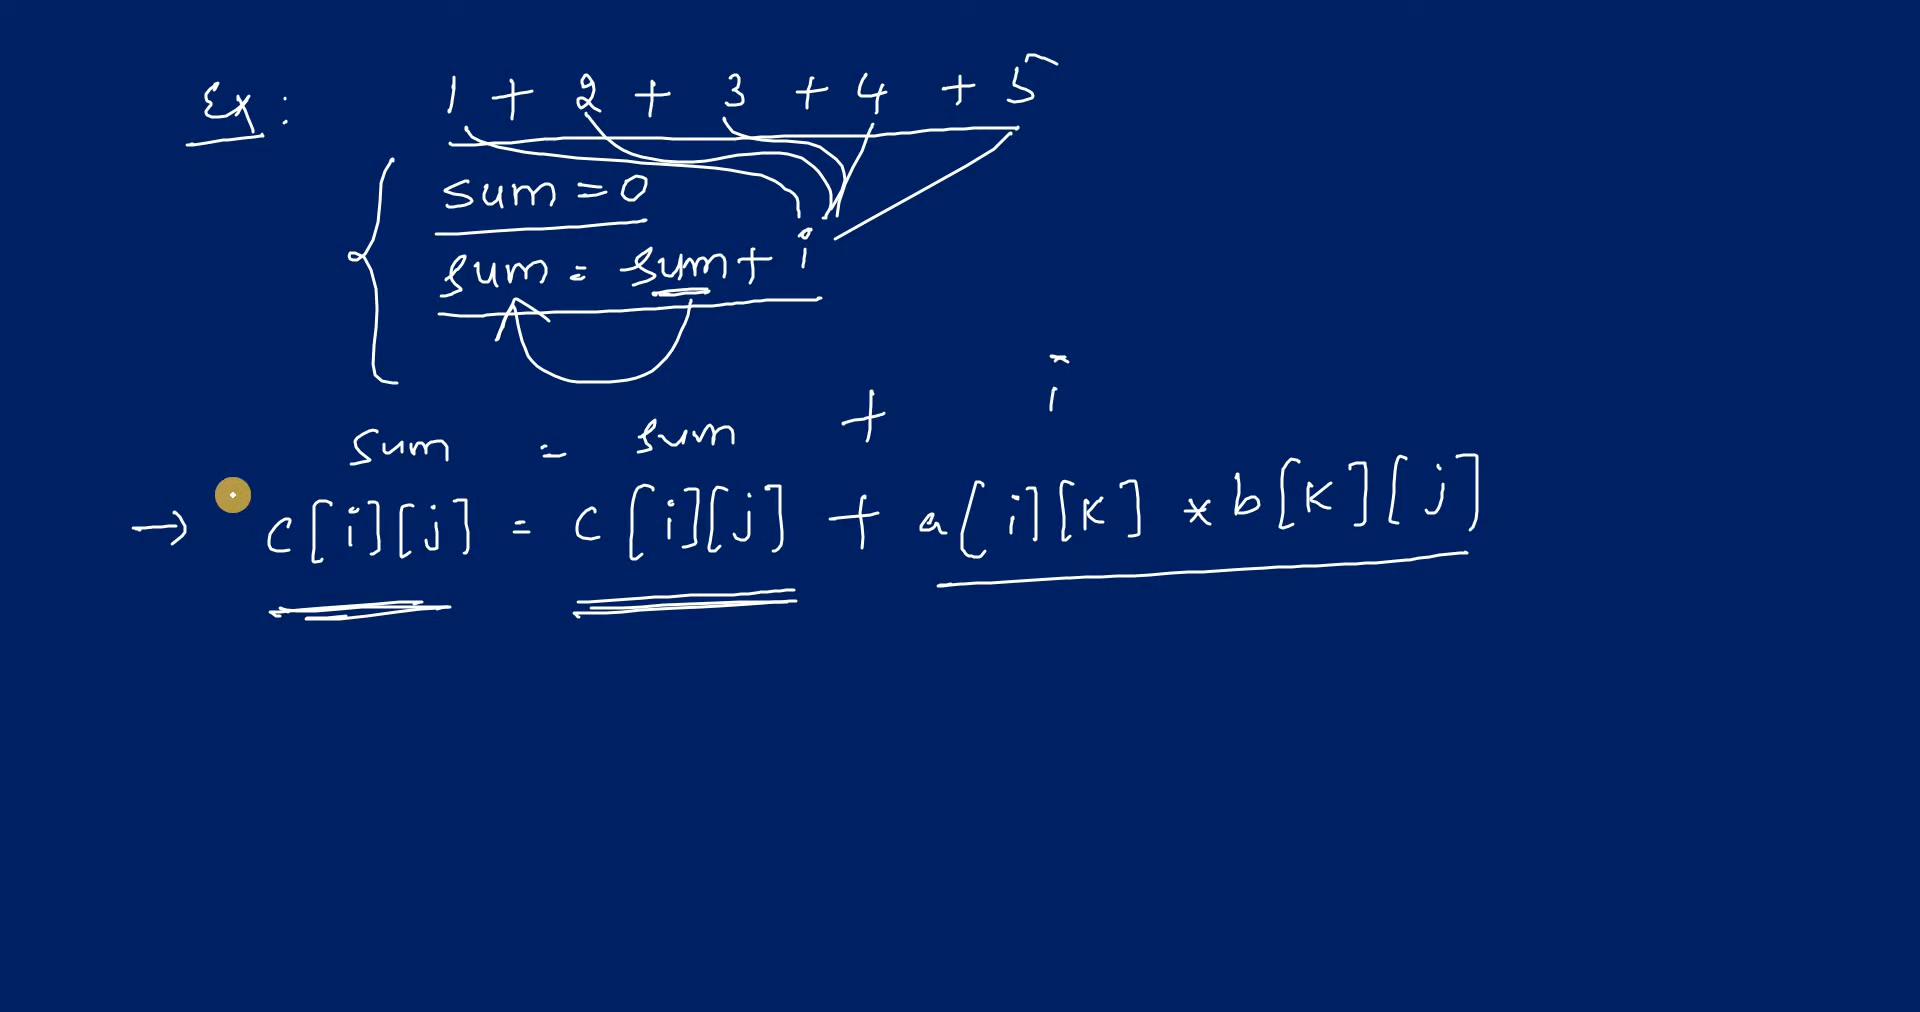 Ex: 1 + 2 + 3 + 4 + 5
sum = 0
sum = sum + i
sum = sum + i
→ c[i][j] = c[i][j] + a[i][k] * b[k][j]